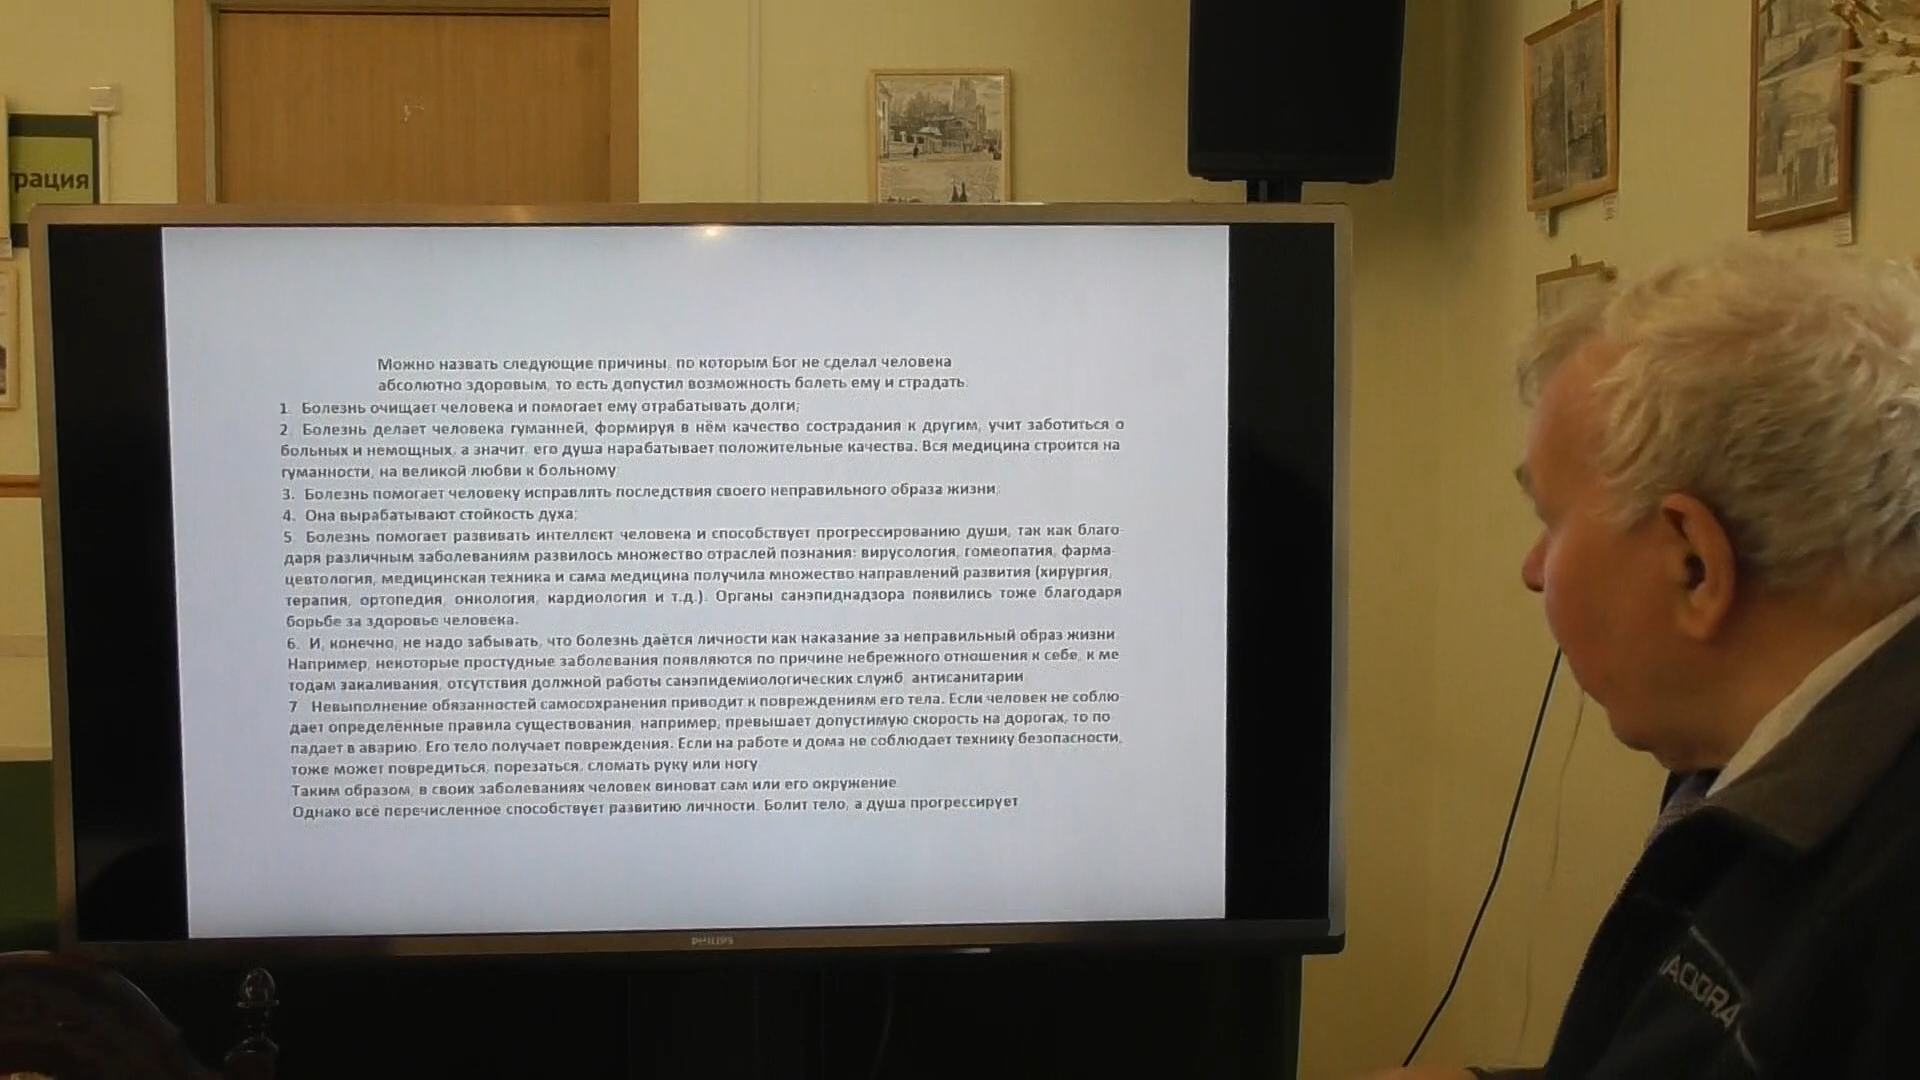 рация
Можно назвать следующие причины, по которым Бог не сделал человека
абсолютно здоровым, то есть допустил возможность болеть ему и страдать.
1. Болезнь очищает человека и помогает ему отрабатывать долги;
2. Болезнь делает человека гуманней, формируя в нём качество сострадания к другим, учит заботиться о
больных и немощных, а значит, его душа нарабатывает положительные качества. Вся медицина строится на
гуманности, на великой любви к больному;
3. Болезнь помогает человеку исправлять последствия своего неправильного образа жизни;
4. Она вырабатывают стойкость духа;
5. Болезнь помогает развивать интеллект человека и способствует прогрессированию души, так как благо-
даря различным заболеваниям развилось множество отраслей познания: вирусология, гомеопатия, фарма-
цевтология, медицинская техника и сама медицина получила множество направлений развития (хирургия,
терапия, ортопедия, онкология, кардиология и т.д.). Органы санэпиднадзора появились тоже благодаря
борьбе за здоровье человека.
6. И, конечно, не надо забывать, что болезнь даётся личности как наказание за неправильный образ жизни.
Например, некоторые простудные заболевания появляются по причине небрежного отношения к себе, к ме
тодам закаливания, отсутствия должной работы санэпидемиологических служб, антисанитарии
7 Невыполнение обязанностей самосохранения приводит к повреждениям его тела. Если человек не соблю-
дает определённые правила существования, например, превышает допустимую скорость на дорогах, то по
падает в аварию. Его тело получает повреждения. Если на работе и дома не соблюдает технику безопасности,
тоже может повредиться, порезаться, сломать руку или ногу
Таким образом, в своих заболеваниях человек виноват сам или его окружение
Однако всё перечисленное способствует развитию личности. Болит тело, а душа прогрессирует
PHILIPS
IADORA